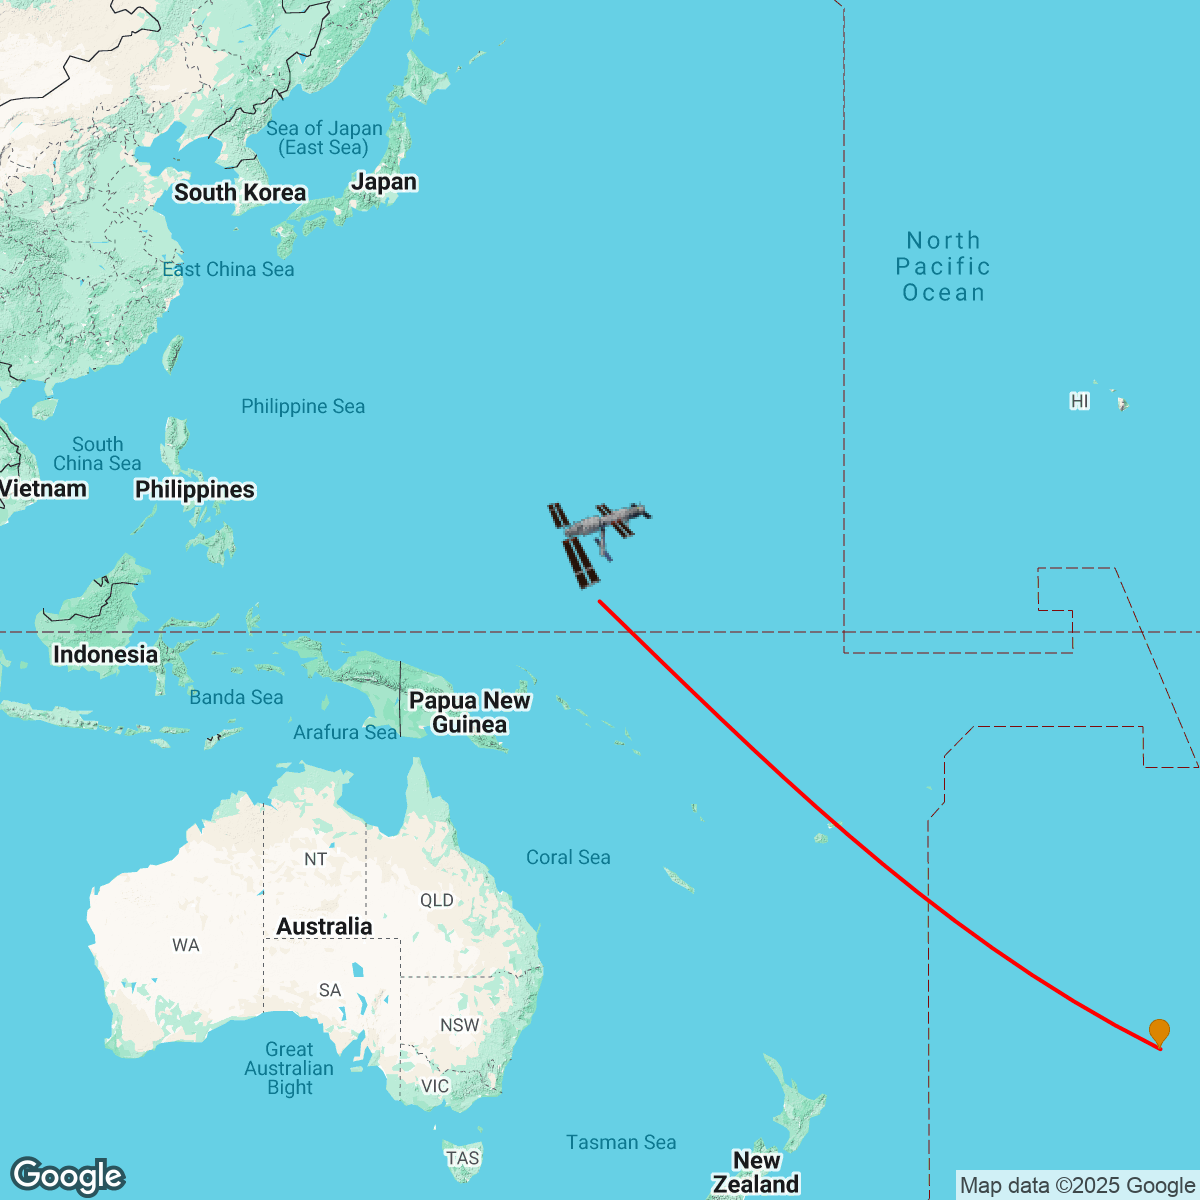 Sea of Japan
(East Sea)
South Korea
Japan
North
Pacific
Ocean
East China Sea
HI
Philippine Sea
South
China Sea
Vietnam
Philippines
Indonesia
Banda Sea
Papua New
Guinea
Arafura Sea
Coral Sea
NT
QLD
Australia
WA
SA
NSW
Great
Australian
Bight
VIC
Tasman Sea
TAS
New
Zealand
Google
Map data ©2025 Google